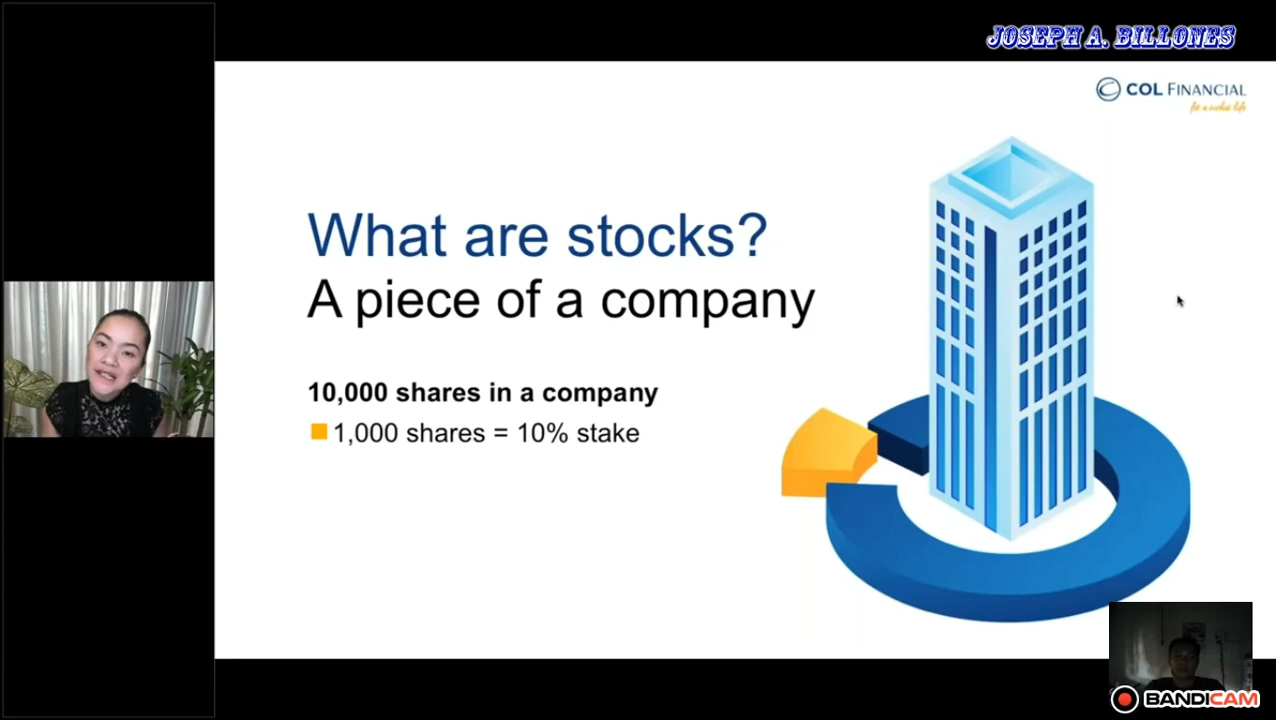 JOSEPH A. BILLONES
COL FINANCIAL
What are stocks?
A piece of a company
10,000 shares in a company
1,000 shares = 10% stake
BANDICAM